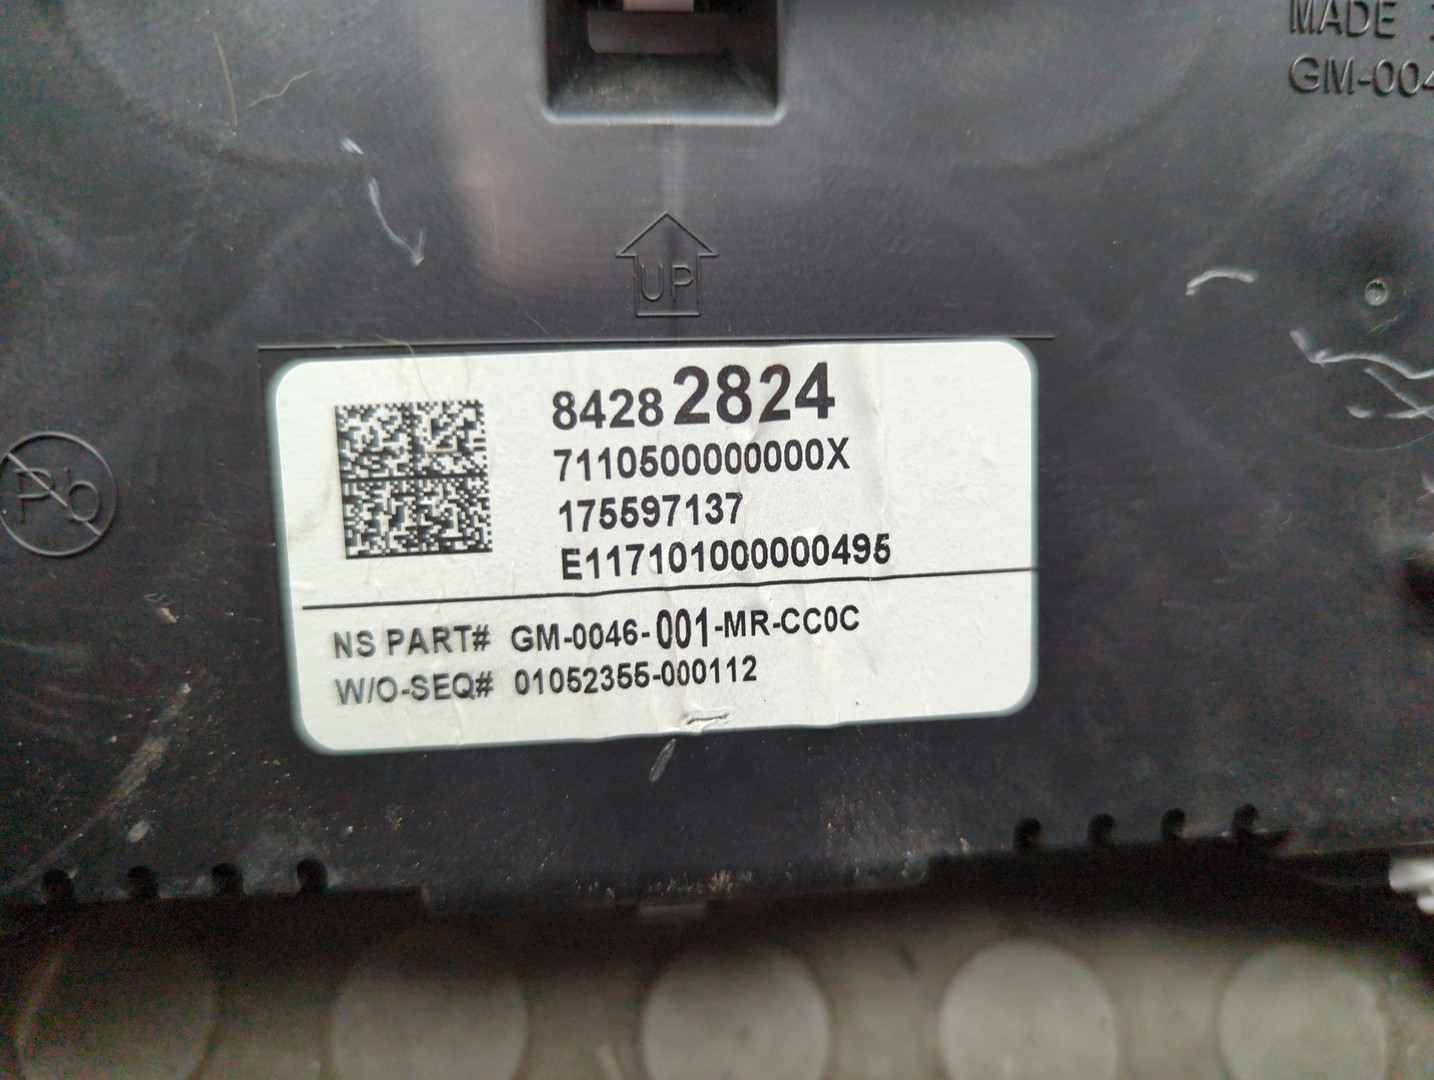 MADE
GM-004
UP
84282824
7110500000000X
175597137
E117101000000495
Pb
NS PART# GM-0046-001-MR-CC0C
W/O-SEQ# 01052355-000112